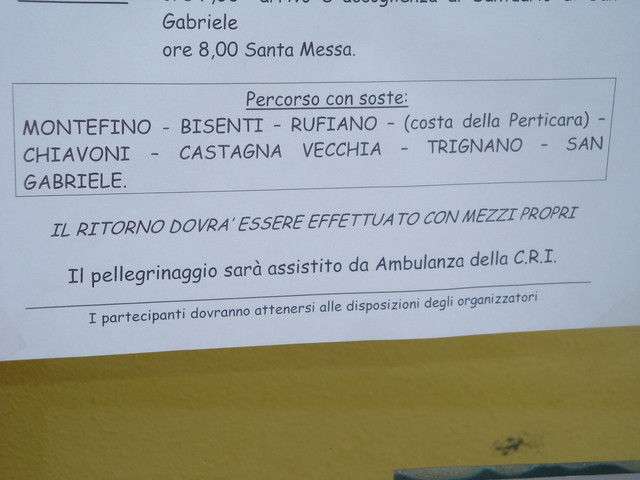 Gabriele
ore 8,00 Santa Messa.
Percorso con soste:
MONTEFINO - BISENTI – RUFIANO – (costa della Perticara) –
CHIAVONI – CASTAGNA VECCHIA – TRIGNANO – SAN
GABRIELE.
IL RITORNO DOVRA' ESSERE EFFETTUATO CON MEZZI PROPRI
Il pellegrinaggio sarà assistito da Ambulanza della C.R.I.
I partecipanti dovranno attenersi alle disposizioni degli organizzatori